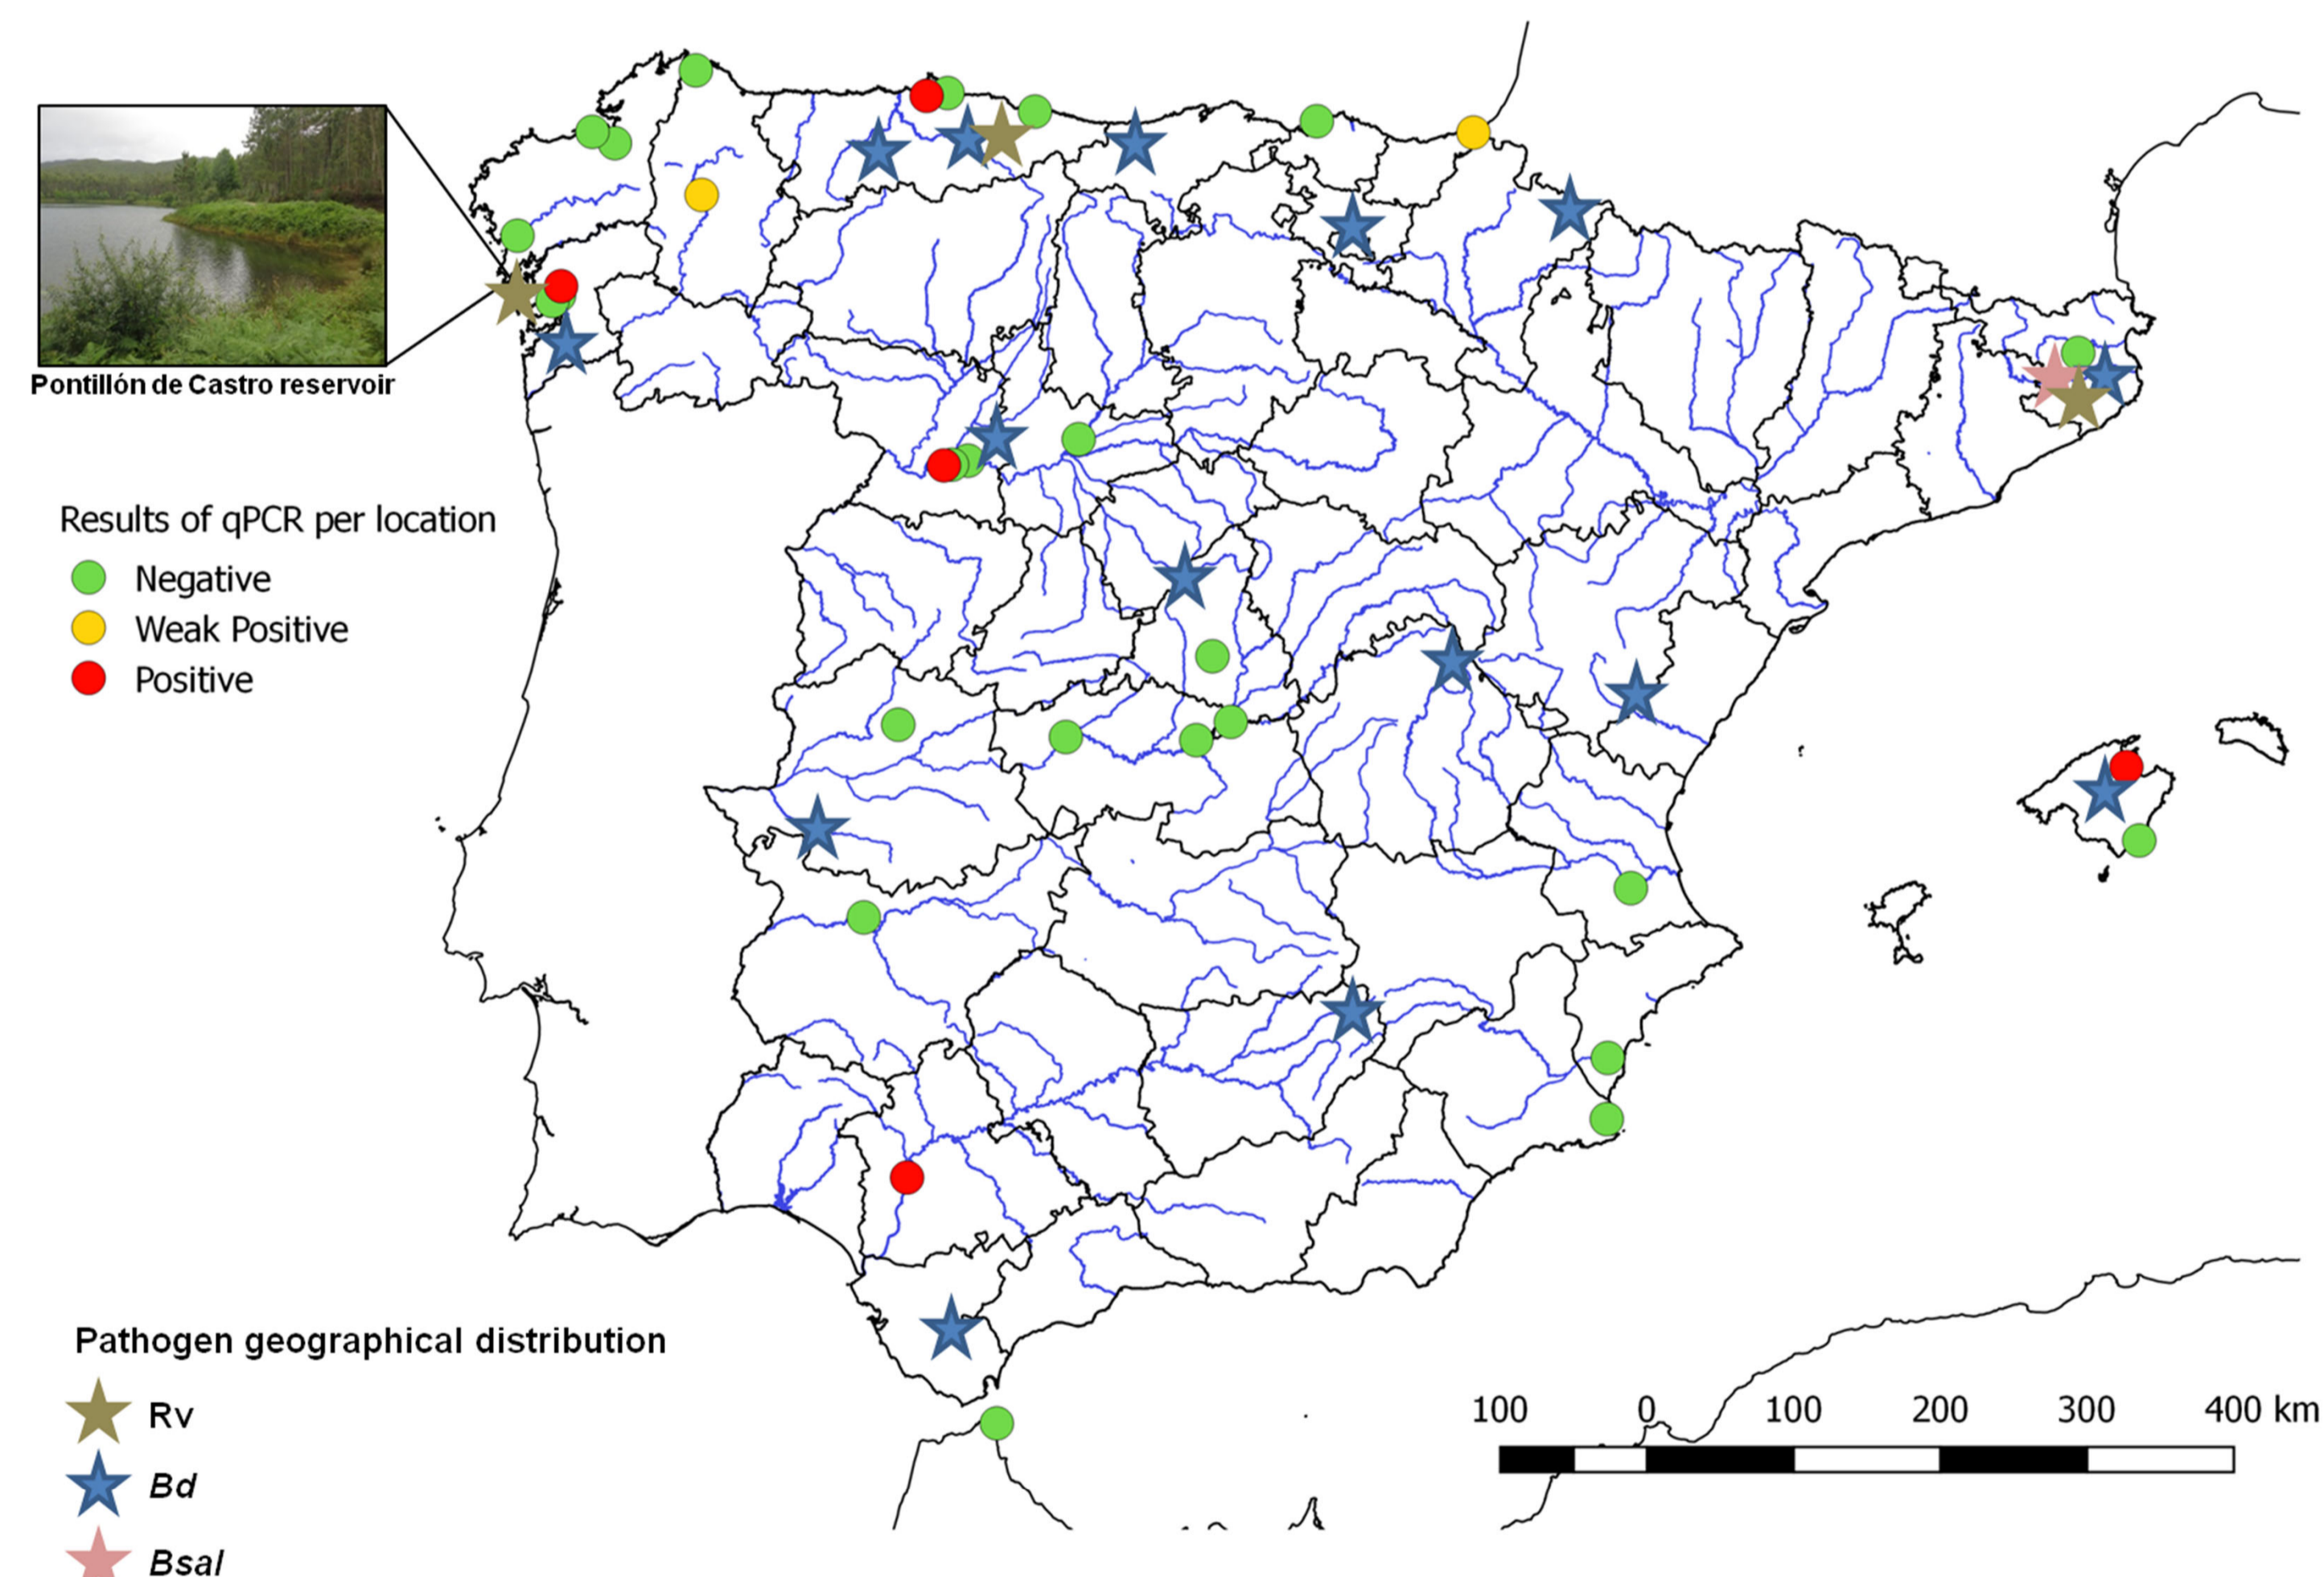 Pontillón de Castro reservoir
Results of qPCR per location
Negative
Weak Positive
Positive
Pathogen geographical distribution
Rv
Bd
Bsal
100 0 100 200 300 400 km